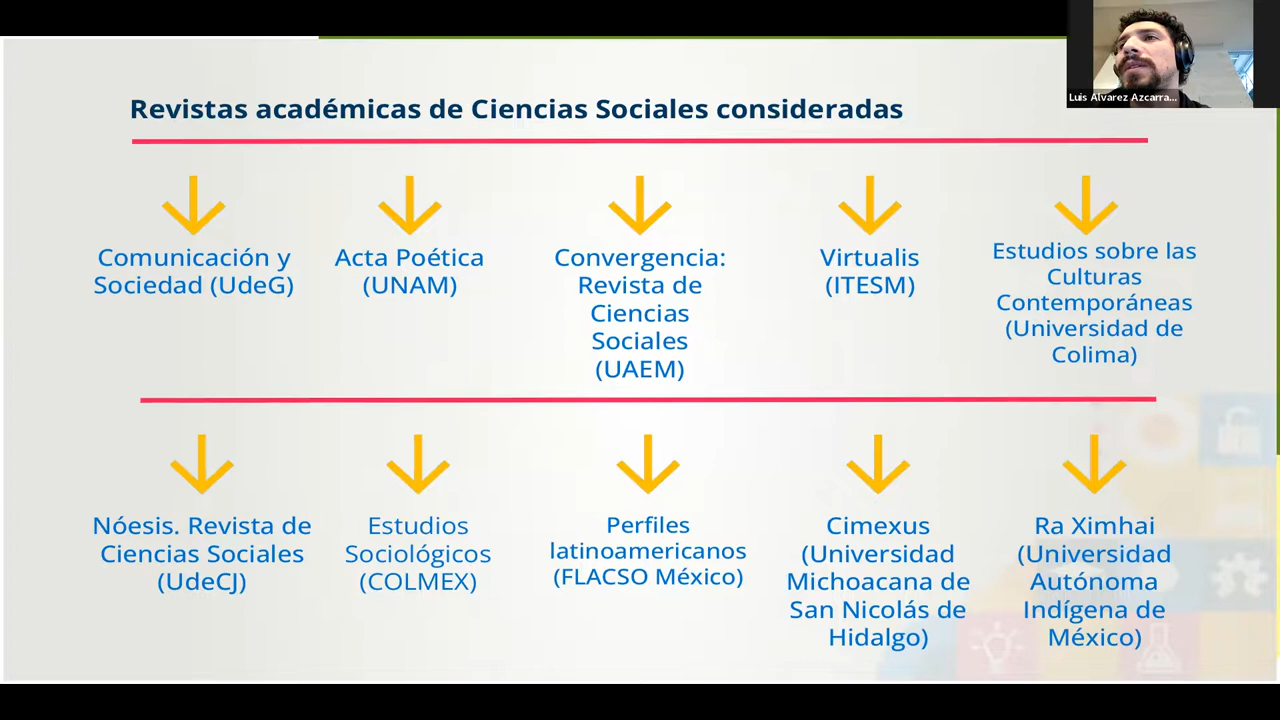 Luis Álvarez Azcarra...
Revistas académicas de Ciencias Sociales consideradas
Comunicación y
Sociedad (UdeG)
Acta Poética
(UNAM)
Convergencia:
Revista de
Ciencias
Sociales
(UAEM)
Virtualis
(ITESM)
Estudios sobre las
Culturas
Contemporáneas
(Universidad de
Colima)
Nóesis. Revista de
Ciencias Sociales
(UdeCJ)
Estudios
Sociológicos
(COLMEX)
Perfiles
latinoamericanos
(FLACSO México)
Cimexus
(Universidad
Michoacana de
San Nicolás de
Hidalgo)
Ra Ximhai
(Universidad
Autónoma
Indígena de
México)